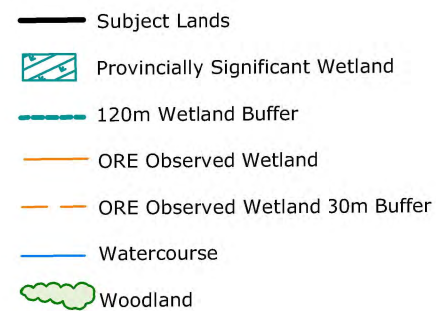 Subject Lands
Provincially Significant Wetland
120m Wetland Buffer
ORE Observed Wetland
ORE Observed Wetland 30m Buffer
Watercourse
Woodland